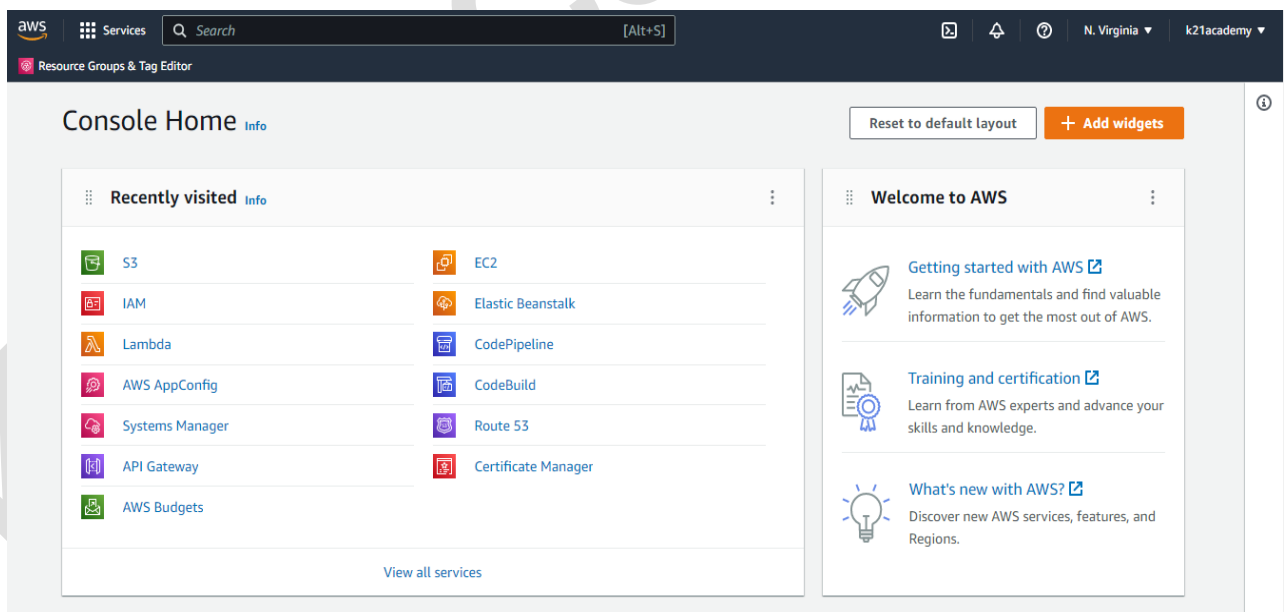 aws
Services
Search
[Alt+S]
N. Virginia
k21academy
Resource Groups & Tag Editor
Console Home Info
Reset to default layout
+ Add widgets
Recently visited Info
S3
IAM
Lambda
AWS AppConfig
Systems Manager
API Gateway
AWS Budgets
EC2
Elastic Beanstalk
CodePipeline
CodeBuild
Route 53
Certificate Manager
View all services
Welcome to AWS
Getting started with AWS
Learn the fundamentals and find valuable
information to get the most out of AWS.
Training and certification
Learn from AWS experts and advance your
skills and knowledge.
What's new with AWS?
Discover new AWS services, features, and
Regions.